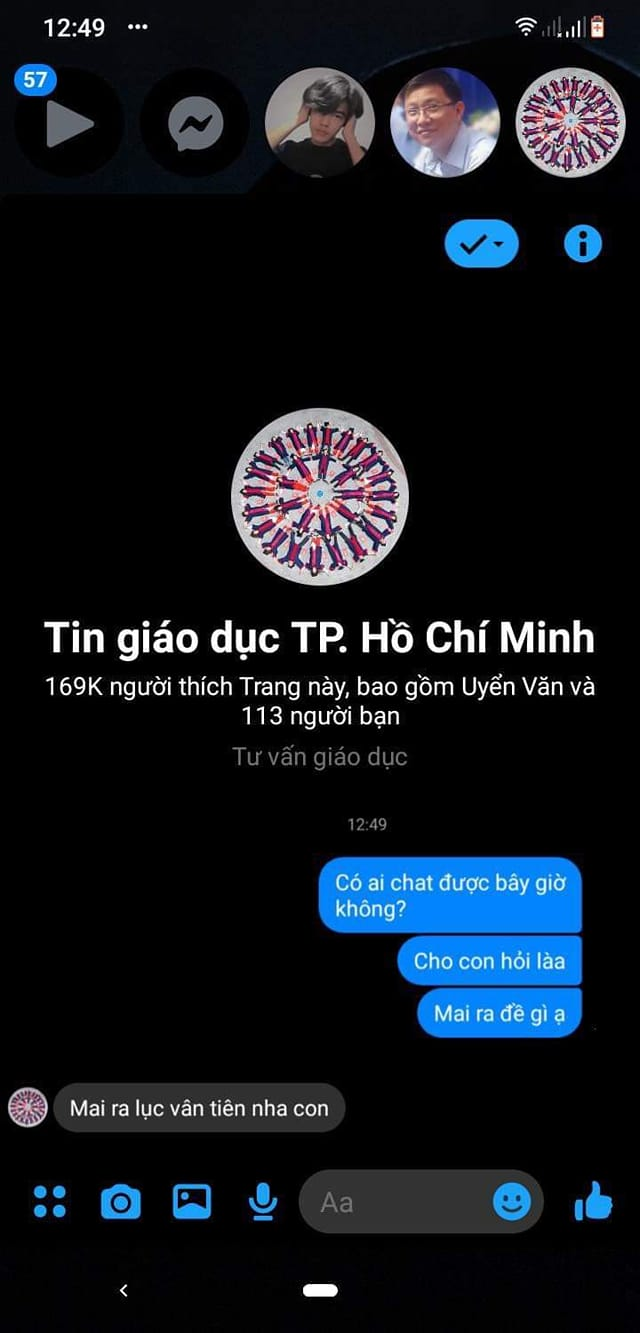 12:49
57
Tin giáo dục TP. Hồ Chí Minh
169K người thích Trang này, bao gồm Uyển Văn và
113 người bạn
Tư vấn giáo dục
12:49
Có ai chat được bây giờ
không?
Cho con hỏi làa
Mai ra đề gì ạ
Mai ra lục vân tiên nha con
Aa